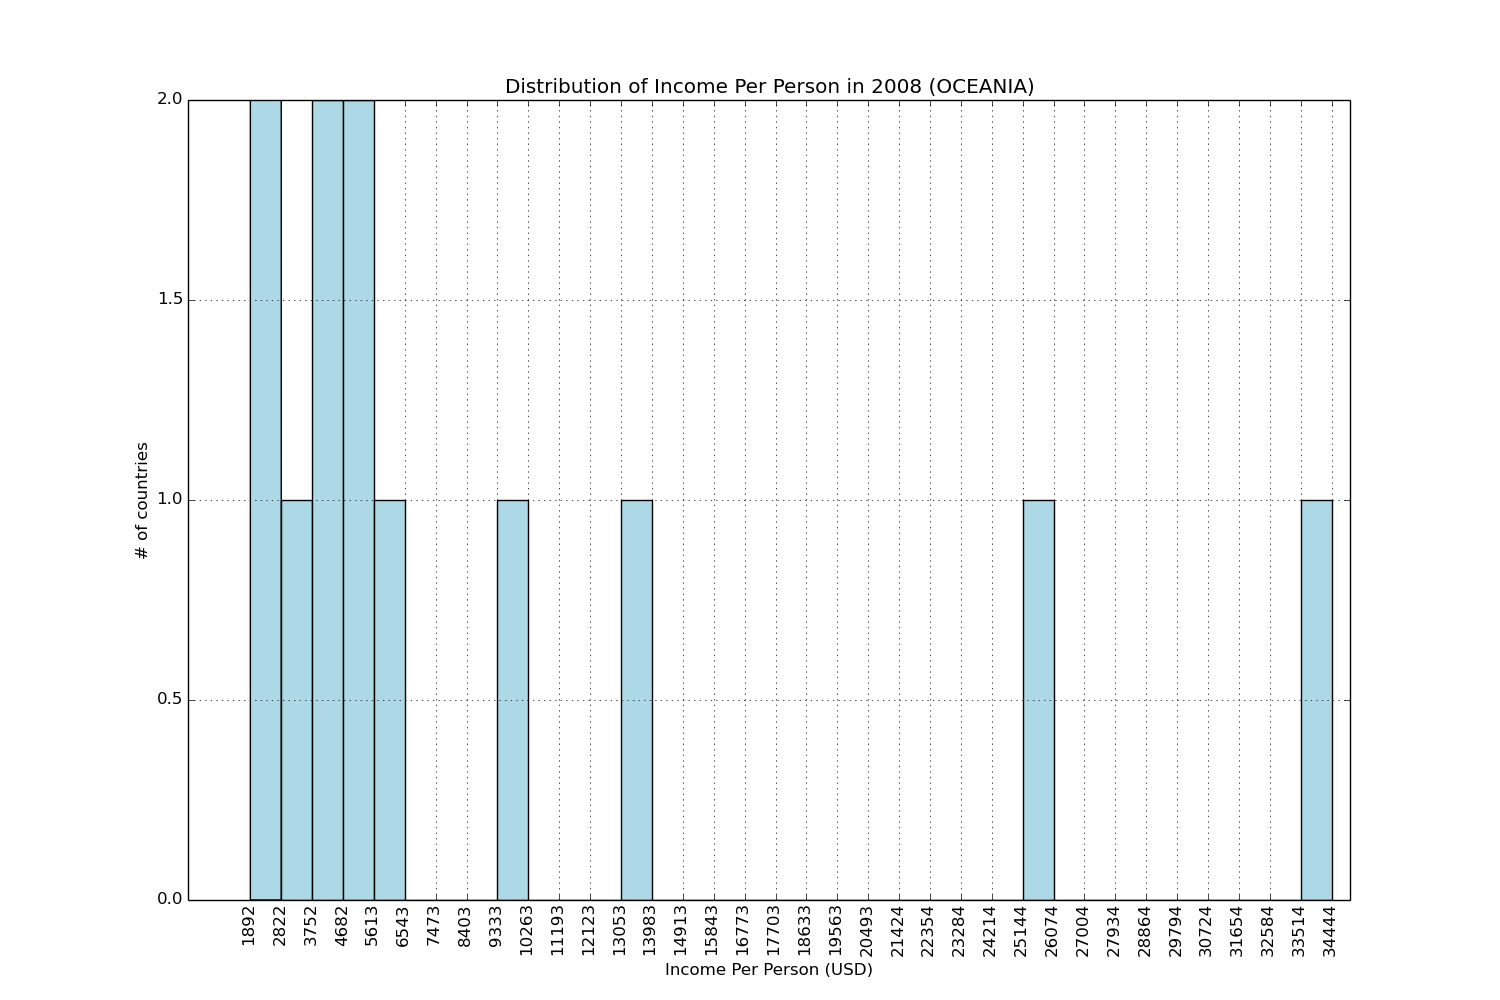 Distribution of Income Per Person in 2008 (OCEANIA)
2.0
1.5
1.0
0.5
0.0
# of countries
1892 2822 3752 4682 5613 6543 7473 8403 9333 10263 11193 12123 13053 13983 14913 15843 16773 17703 18633 19563 20493 21424 22354 23284 24214 25144 26074 27004 27934 28864 29794 30724 31654 32584 33514 34444
Income Per Person (USD)